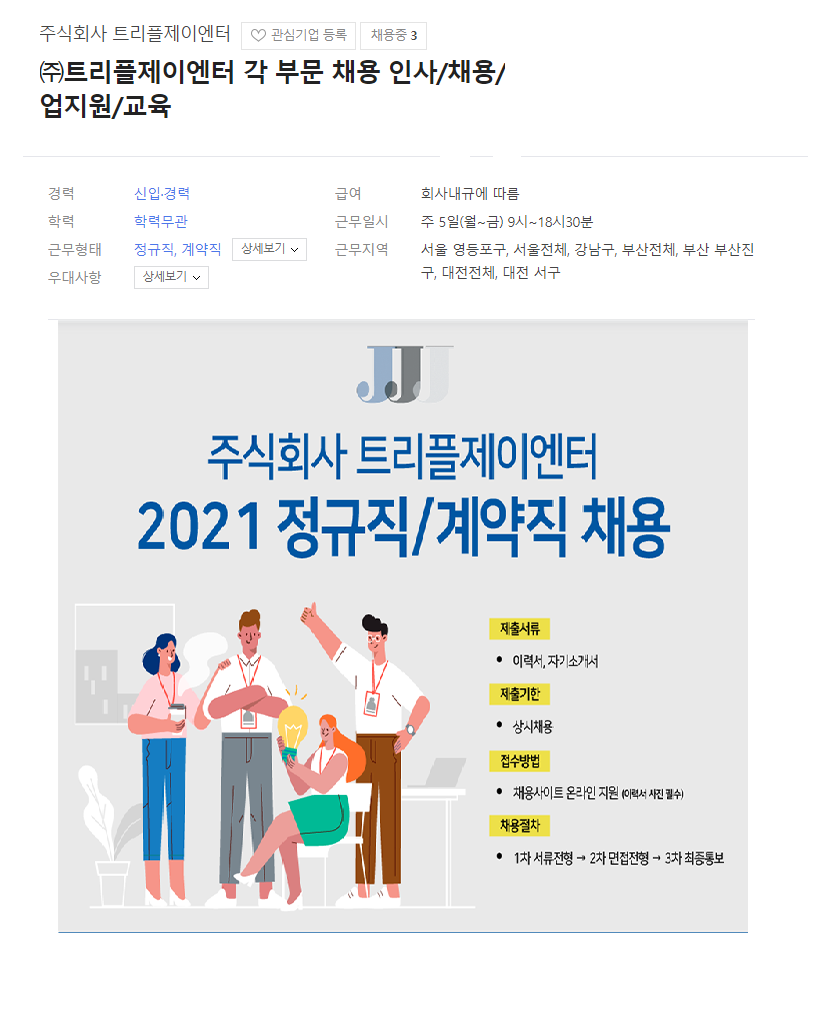 주식회사 트리플제이엔터 관심기업 등록 채용중 3
㈜트리플제이엔터 각 부문 채용 인사/채용/
업지원/교육
경력 신입·경력 급여 회사내규에 따름
학력 학력무관 근무일시 주 5일(월~금) 9시~18시30분
근무형태 정규직, 계약직 상세보기 근무지역 서울 영등포구, 서울전체, 강남구, 부산전체, 부산 부산진
구, 대전전체, 대전 서구
우대사항 상세보기
JJJ
주식회사 트리플제이엔터
2021 정규직/계약직 채용
제출서류
• 이력서, 자기소개서
제출기한
• 상시채용
접수방법
• 채용사이트 온라인 지원 (이력서 사진 필수)
채용절차
• 1차 서류전형 → 2차 면접전형 → 3차 최종통보